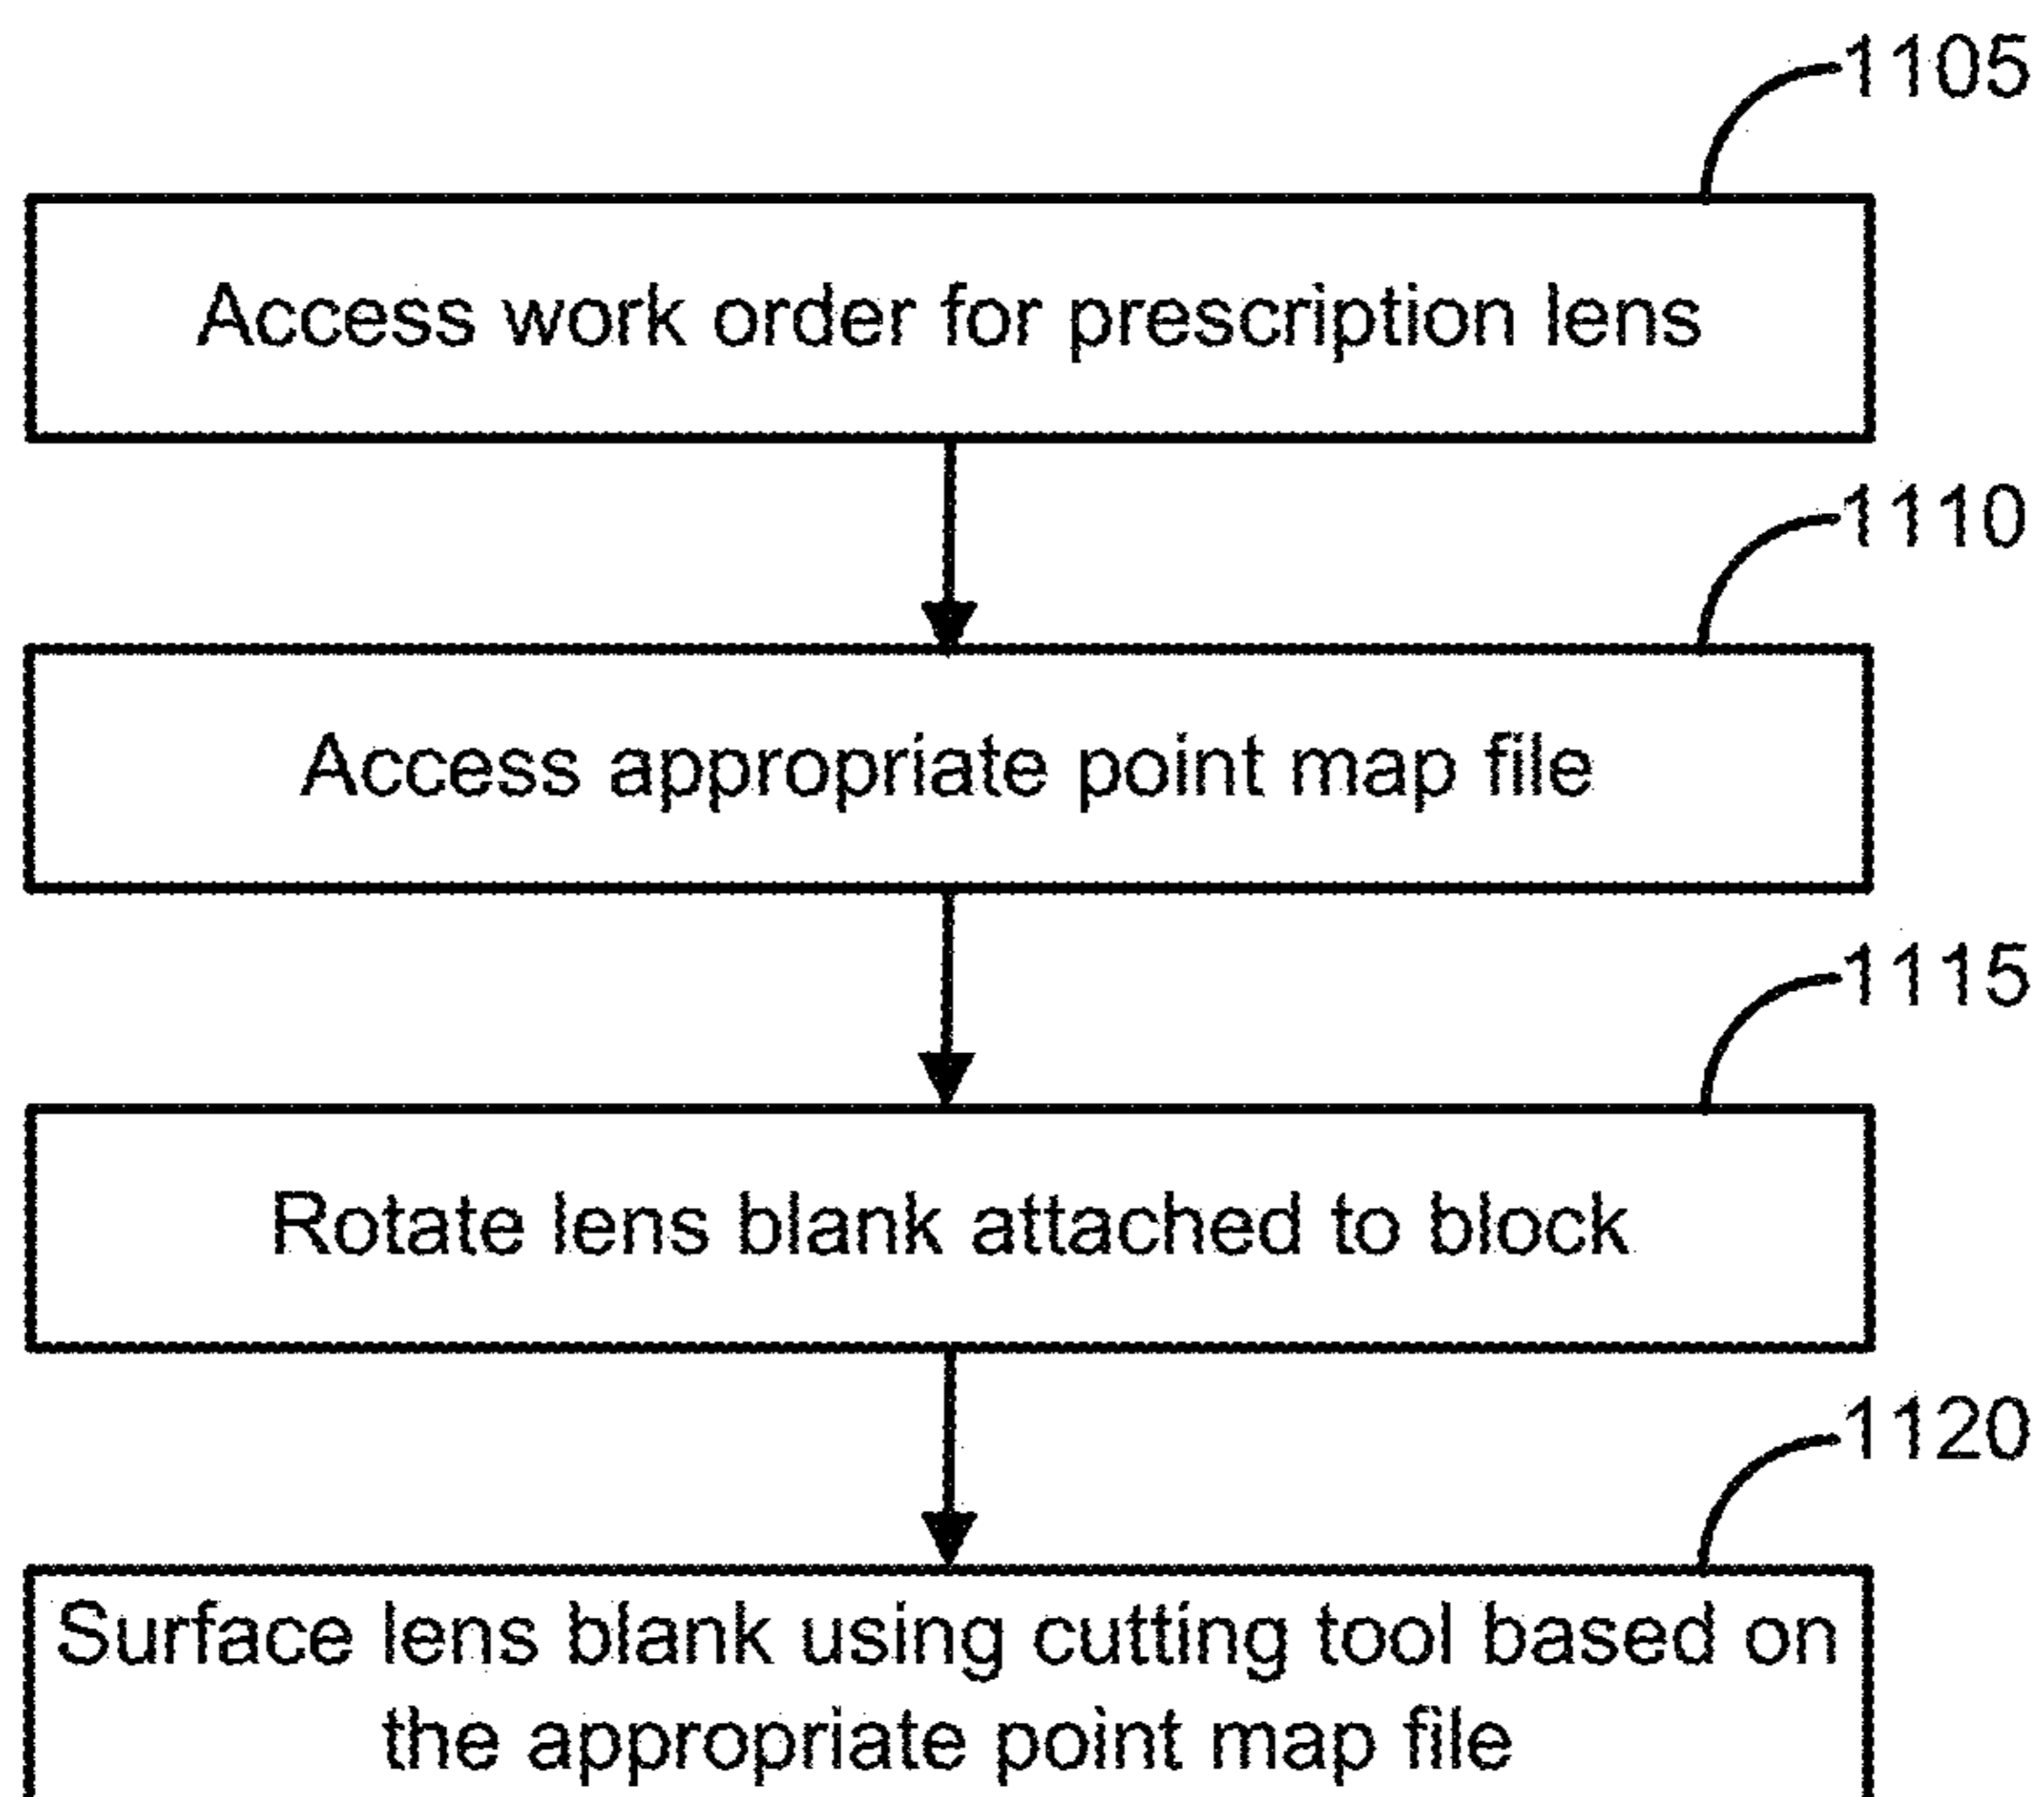 1105
Access work order for prescription lens
1110
Access appropriate point map file
1115
Rotate lens blank attached to block
1120
Surface lens blank using cutting tool based on
the appropriate point map file